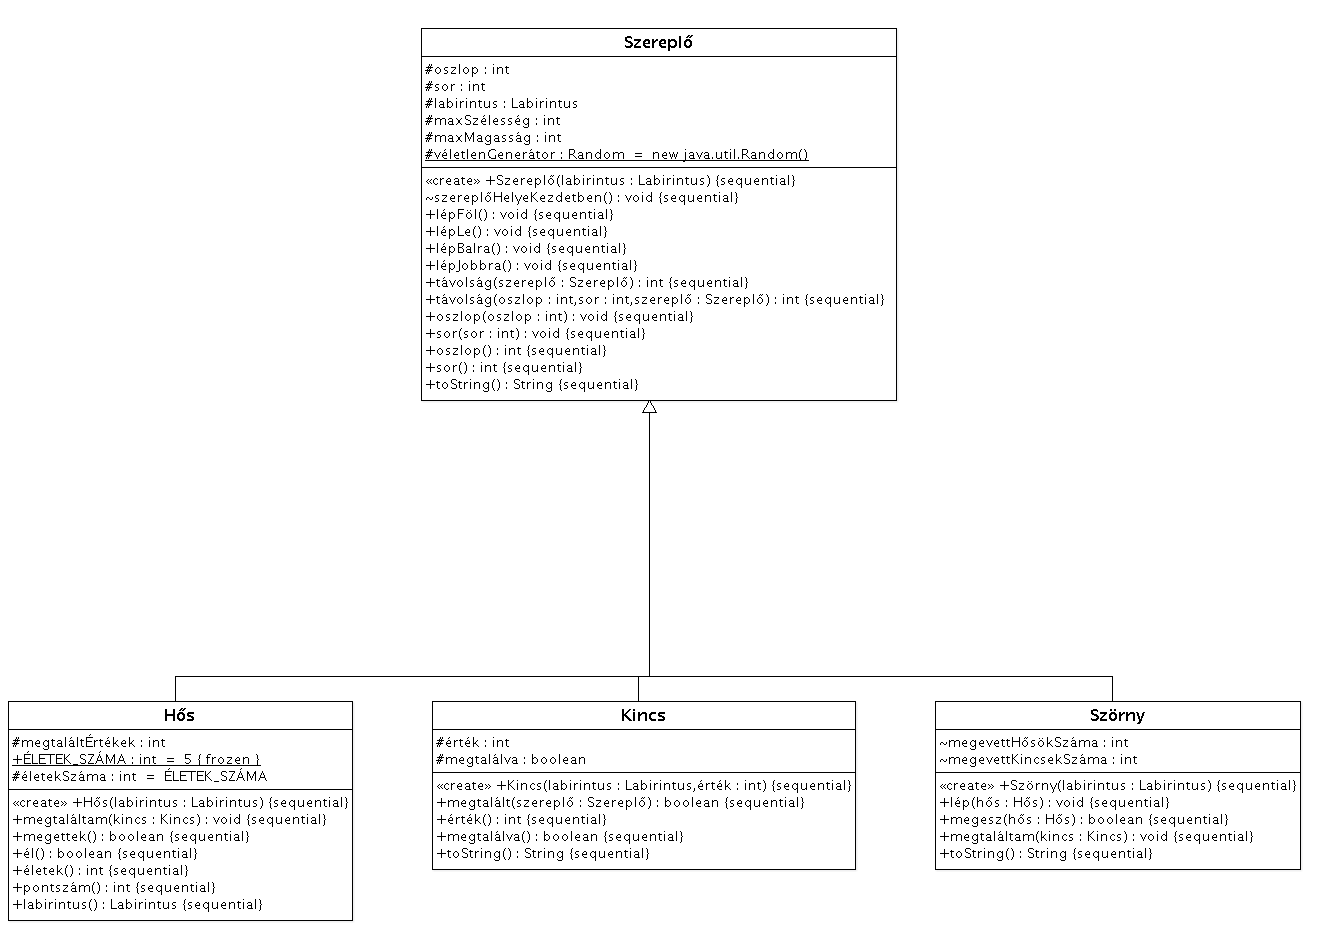 Szereplő
#oszlop : int
#sor : int
#labirintus : Labirintus
#maxSzélesség : int
#maxMagasság : int
#véletlenGenerátor : Random = new java.util.Random()
«create» +Szereplő(labirintus : Labirintus) {sequential}
~szereplőHelyeKezdetben() : void {sequential}
+lépFöl() : void {sequential}
+lépLe() : void {sequential}
+lépBalra() : void {sequential}
+lépJobbra() : void {sequential}
+távolság(szereplő : Szereplő) : int {sequential}
+távolság(oszlop : int,sor : int,szereplő : Szereplő) : int {sequential}
+oszlop(oszlop : int) : void {sequential}
+sor(sor : int) : void {sequential}
+oszlop() : int {sequential}
+sor() : int {sequential}
+toString() : String {sequential}
Hős
#megtaláltÉrtékek : int
+ÉLETEK_SZÁMA : int = 5 { frozen }
#életekSzáma : int = ÉLETEK_SZÁMA
«create» +Hős(labirintus : Labirintus) {sequential}
+megtaláltam(kincs : Kincs) : void {sequential}
+megettek() : boolean {sequential}
+él() : boolean {sequential}
+életek() : int {sequential}
+pontszám() : int {sequential}
+labirintus() : Labirintus {sequential}
Kincs
#érték : int
#megtalálva : boolean
«create» +Kincs(labirintus : Labirintus,érték : int) {sequential}
+megtalált(szereplő : Szereplő) : boolean {sequential}
+érték() : int {sequential}
+megtalálva() : boolean {sequential}
+toString() : String {sequential}
Szörny
~megevettHősökSzáma : int
~megevettKincsekSzáma : int
«create» +Szörny(labirintus : Labirintus) {sequential}
+lép(hős : Hős) : void {sequential}
+megesz(hős : Hős) : boolean {sequential}
+megtaláltam(kincs : Kincs) : void {sequential}
+toString() : String {sequential}